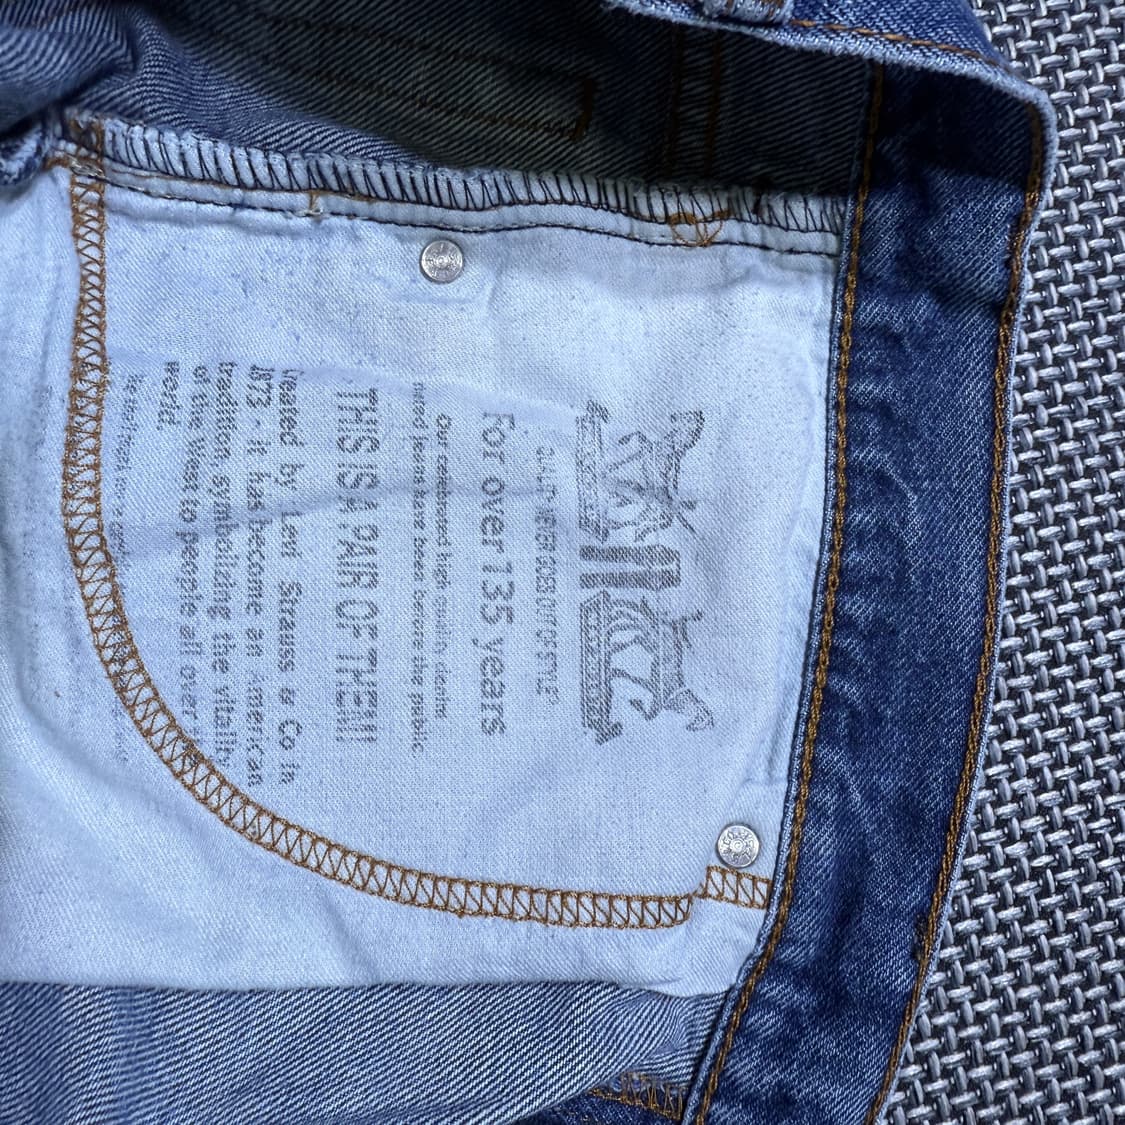 QUALITY NEVER GOES OUT OF STYLE
For over 135 years
Our celebrated high quality denim
have been before the public
THIS IS A PAIR OF THEM
Created by Levi Strauss & Co in
1873 - it has become an American
tradition, symbolizing the vitality
of the West to people all over the
world.